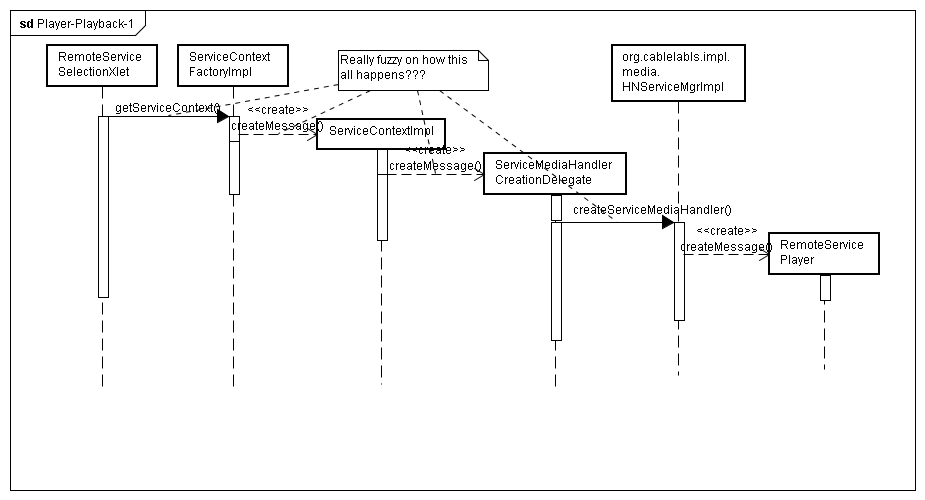 sd Player-Playback-1
RemoteService
SelectionXlet
ServiceContext
FactoryImpl
Really fuzzy on how this
all happens???
org.cablelabls.impl.
media.
HNServiceMgrImpl
getServiceContext()
<<create>>
createMessage()
ServiceContextImpl
<<create>>
createMessage()
ServiceMediaHandler
CreationDelegate
createServiceMediaHandler()
<<create>>
createMessage()
RemoteService
Player